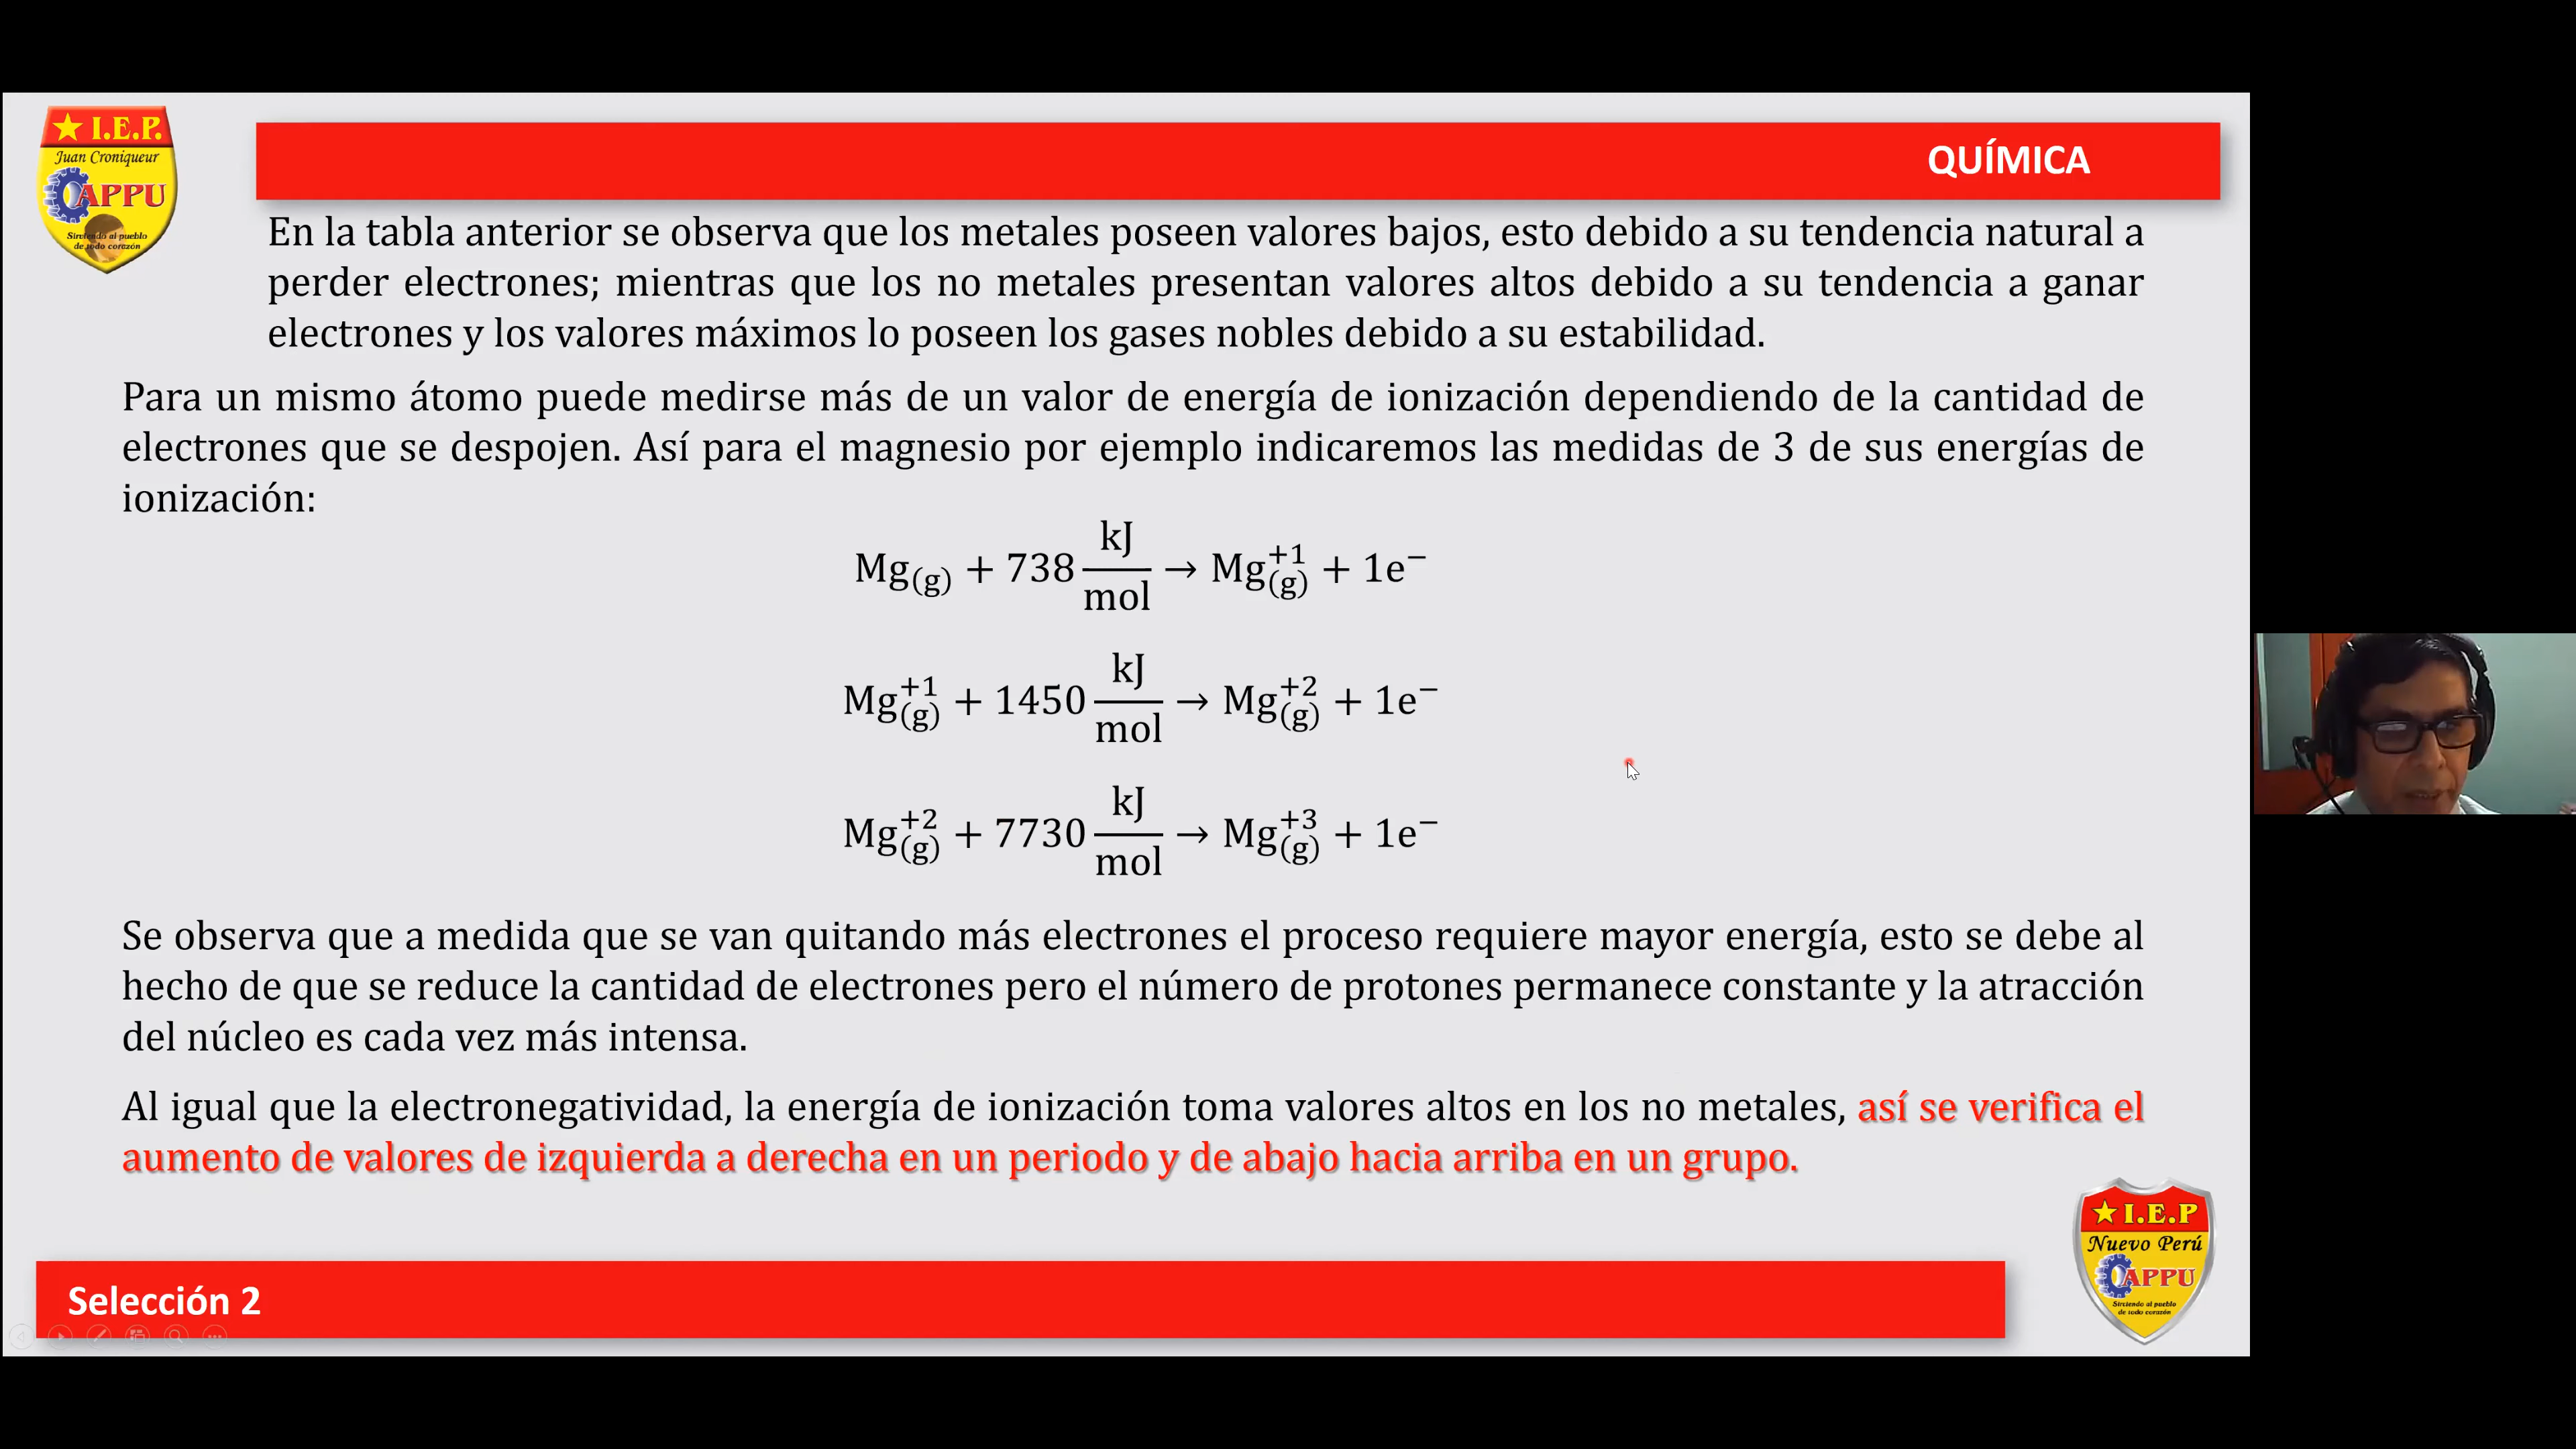 ★ I.E.P.
Juan Croniqueur
APPU
Sirviendo al pueblo
de todo corazón
QUÍMICA
En la tabla anterior se observa que los metales poseen valores bajos, esto debido a su tendencia natural a
perder electrones; mientras que los no metales presentan valores altos debido a su tendencia a ganar
electrones y los valores máximos lo poseen los gases nobles debido a su estabilidad.
Para un mismo átomo puede medirse más de un valor de energía de ionización dependiendo de la cantidad de
electrones que se despojen. Así para el magnesio por ejemplo indicaremos las medidas de 3 de sus energías de
ionización:
Mg(g) + 738 kJ/mol → Mg(g)+1 + 1e−
Mg(g)+1 + 1450 kJ/mol → Mg(g)+2 + 1e−
Mg(g)+2 + 7730 kJ/mol → Mg(g)+3 + 1e−
Se observa que a medida que se van quitando más electrones el proceso requiere mayor energía, esto se debe al
hecho de que se reduce la cantidad de electrones pero el número de protones permanece constante y la atracción
del núcleo es cada vez más intensa.
Al igual que la electronegatividad, la energía de ionización toma valores altos en los no metales, así se verifica el
aumento de valores de izquierda a derecha en un periodo y de abajo hacia arriba en un grupo.
★ I.E.P
Nuevo Perú
APPU
Sirviendo al pueblo
de todo corazón
Selección 2